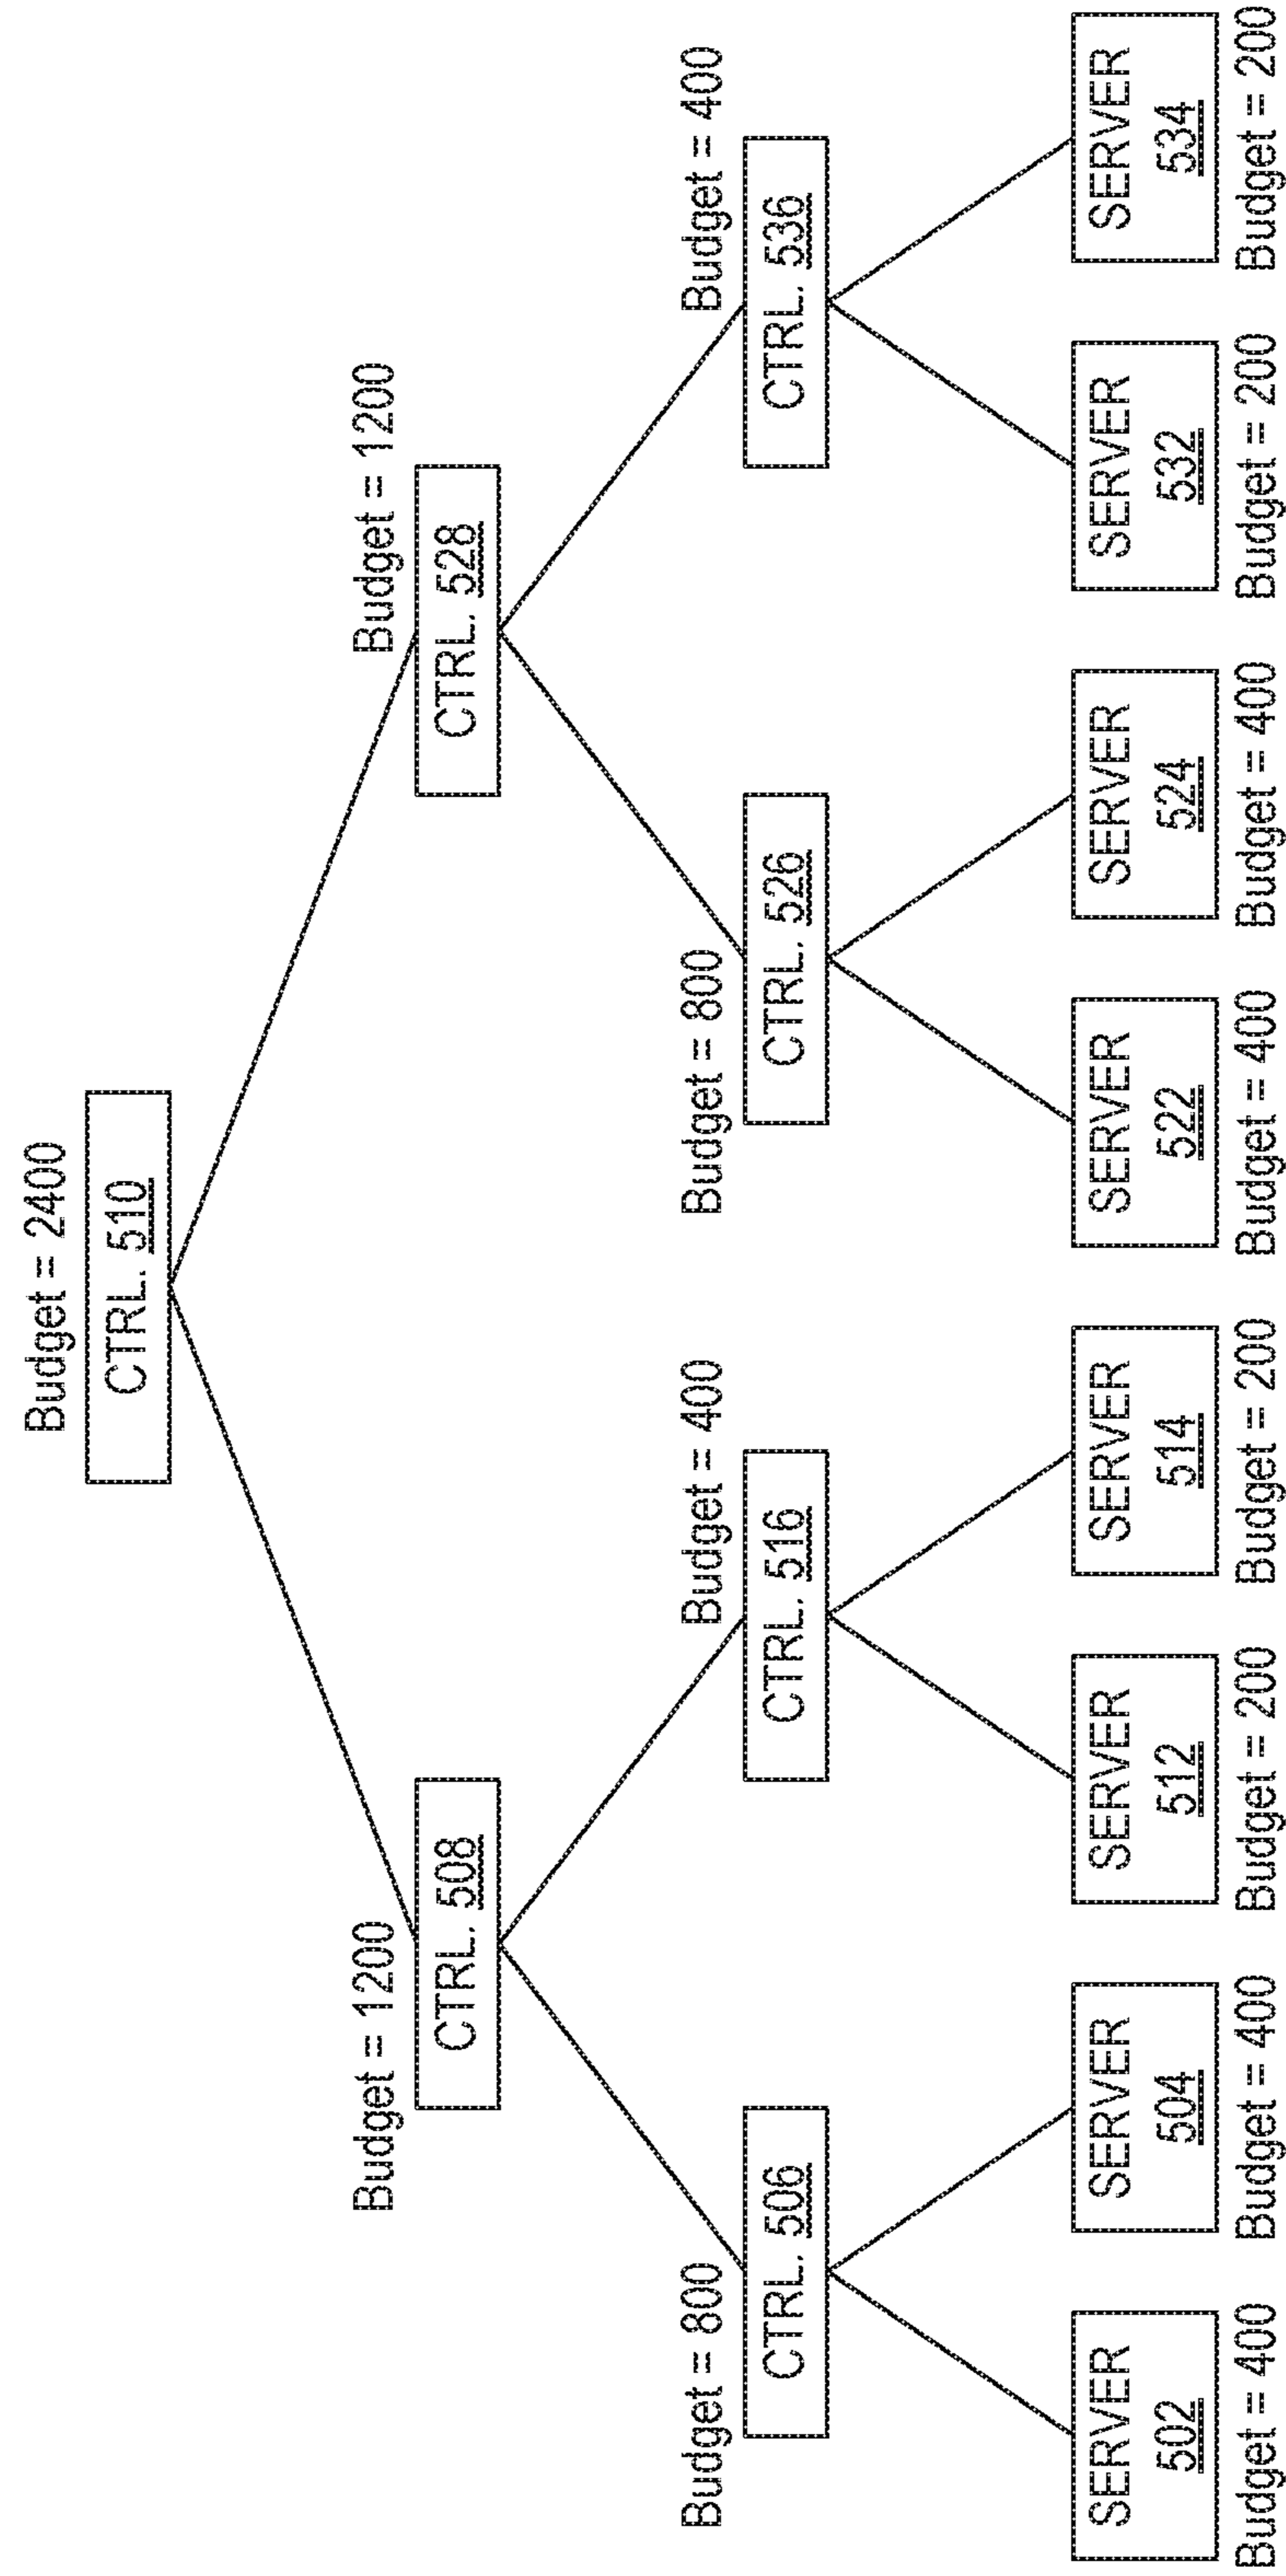 Budget = 2400
CTRL. 510
Budget = 1200
CTRL. 508
Budget = 1200
CTRL. 528
Budget = 800
CTRL. 506
Budget = 400
CTRL. 516
Budget = 800
CTRL. 526
Budget = 400
CTRL. 536
SERVER
502
Budget = 400
SERVER
504
Budget = 400
SERVER
512
Budget = 200
SERVER
514
Budget = 200
SERVER
522
Budget = 400
SERVER
524
Budget = 400
SERVER
532
Budget = 200
SERVER
534
Budget = 200